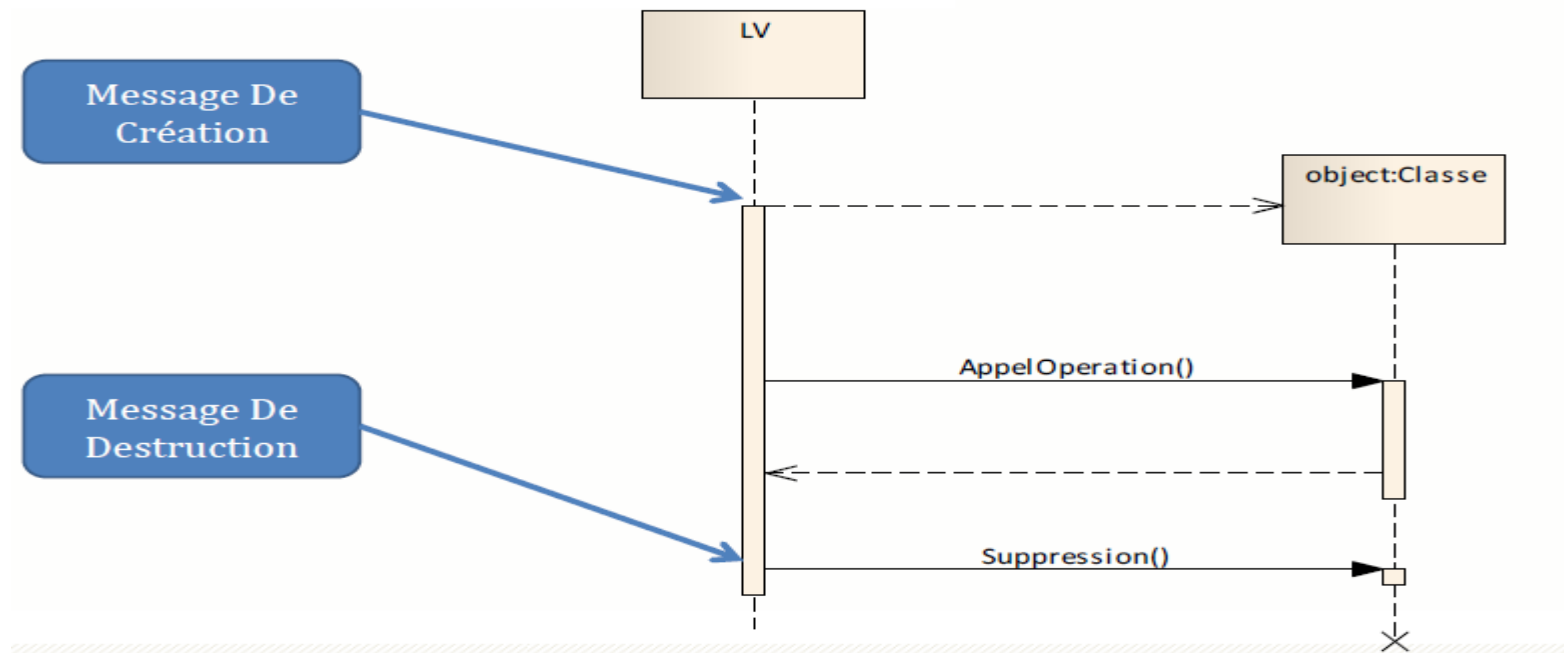 LV
Message De
Création
object:Classe
AppelOperation()
Message De
Destruction
Suppression()